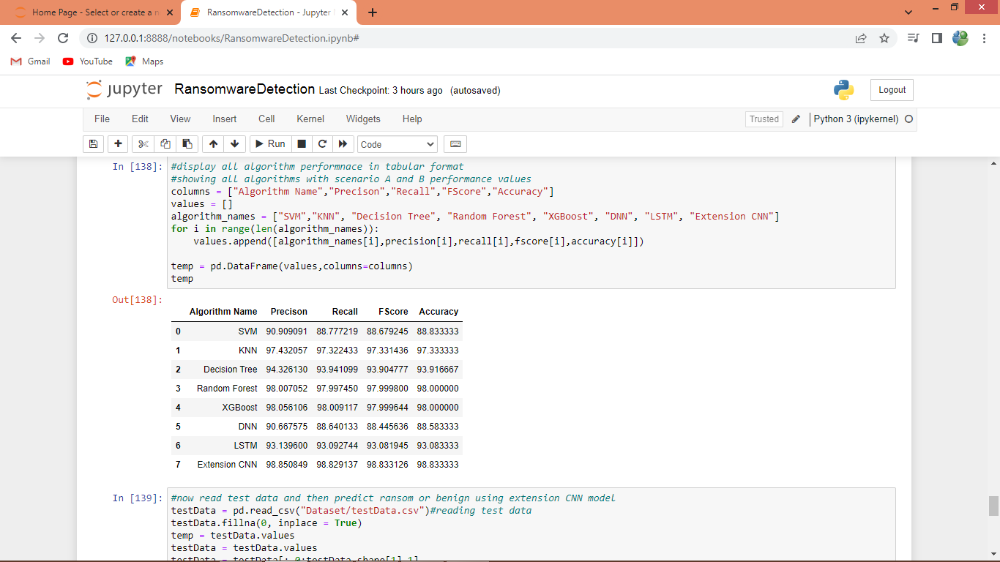 Home Page - Select or create a n
RansomwareDetection - Jupyter
127.0.0.1:8888/notebooks/RansomwareDetection.ipynb#
Gmail YouTube Maps
jupyter RansomwareDetection Last Checkpoint: 3 hours ago (autosaved) Logout
File Edit View Insert Cell Kernel Widgets Help Trusted Python 3 (ipykernel)
Run Code
In [138]: #display all algorithm performnace in tabular format
#showing all algorithms with scenario A and B performance values
columns = ["Algorithm Name","Precison","Recall","FScore","Accuracy"]
values = []
algorithm_names = ["SVM","KNN", "Decision Tree", "Random Forest", "XGBoost", "DNN", "LSTM", "Extension CNN"]
for i in range(len(algorithm_names)):
    values.append([algorithm_names[i],precision[i],recall[i],fscore[i],accuracy[i]])
temp = pd.DataFrame(values,columns=columns)
temp
Out[138]:
Algorithm Name Precison Recall FScore Accuracy
0 SVM 90.909091 88.777219 88.679245 88.833333
1 KNN 97.432057 97.322433 97.331436 97.333333
2 Decision Tree 94.326130 93.941099 93.904777 93.916667
3 Random Forest 98.007052 97.997450 97.999800 98.000000
4 XGBoost 98.056106 98.009117 97.999644 98.000000
5 DNN 90.667575 88.640133 88.445636 88.583333
6 LSTM 93.139600 93.092744 93.081945 93.083333
7 Extension CNN 98.850849 98.829137 98.833126 98.833333
In [139]: #now read test data and then predict ransom or benign using extension CNN model
testData = pd.read_csv("Dataset/testData.csv")#reading test data
testData.fillna(0, inplace = True)
temp = testData.values
testData = testData.values
testData = testData[:,0:testData.shape[1]-1]